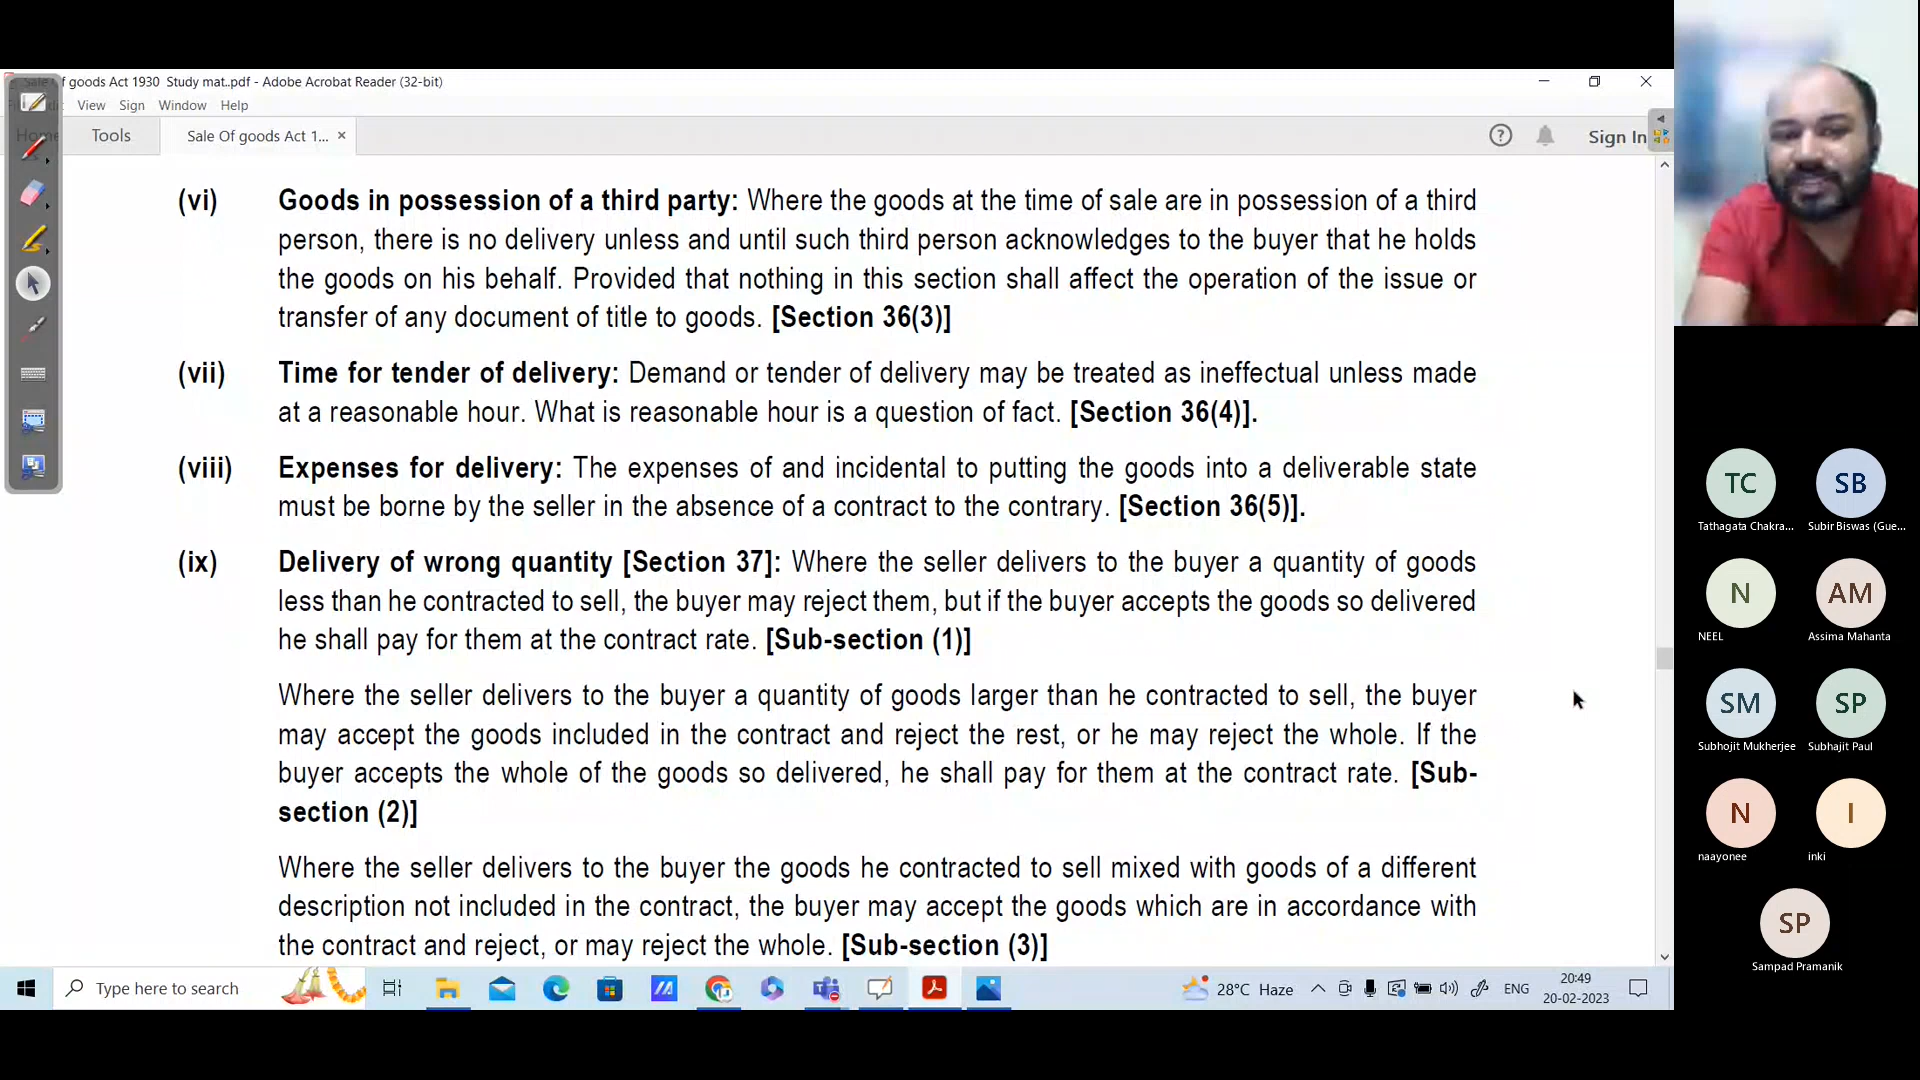 Sale Of goods Act 1930 Study mat..pdf - Adobe Acrobat Reader (32-bit)
View Sign Window Help
Home Tools Sale Of goods Act 1... × Sign In
(vi) Goods in possession of a third party: Where the goods at the time of sale are in possession of a third
person, there is no delivery unless and until such third person acknowledges to the buyer that he holds
the goods on his behalf. Provided that nothing in this section shall affect the operation of the issue or
transfer of any document of title to goods. [Section 36(3)]
(vii) Time for tender of delivery: Demand or tender of delivery may be treated as ineffectual unless made
at a reasonable hour. What is reasonable hour is a question of fact. [Section 36(4)].
(viii) Expenses for delivery: The expenses of and incidental to putting the goods into a deliverable state
must be borne by the seller in the absence of a contract to the contrary. [Section 36(5)].
(ix) Delivery of wrong quantity [Section 37]: Where the seller delivers to the buyer a quantity of goods
less than he contracted to sell, the buyer may reject them, but if the buyer accepts the goods so delivered
he shall pay for them at the contract rate. [Sub-section (1)]
Where the seller delivers to the buyer a quantity of goods larger than he contracted to sell, the buyer
may accept the goods included in the contract and reject the rest, or he may reject the whole. If the
buyer accepts the whole of the goods so delivered, he shall pay for them at the contract rate. [Sub-
section (2)]
Where the seller delivers to the buyer the goods he contracted to sell mixed with goods of a different
description not included in the contract, the buyer may accept the goods which are in accordance with
the contract and reject, or may reject the whole. [Sub-section (3)]
Type here to search
28°C Haze
ENG
20:49
20-02-2023
TC SB
Tathagata Chakra... Subir Biswas (Gue...
N AM
NEEL Assima Mahanta
SM SP
Subhojit Mukherjee Subhajit Paul
N I
naayonee inki
SP
Sampad Pramanik